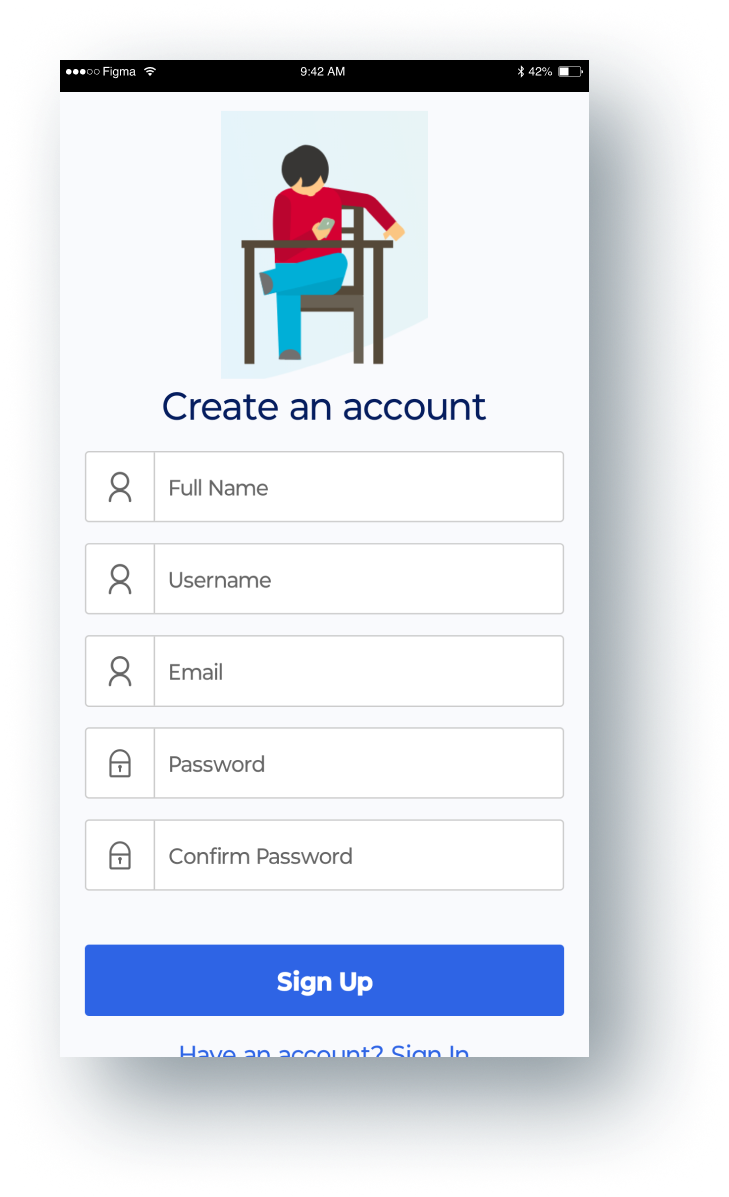 Figma 9:42 AM 42%
Create an account
Full Name
Username
Email
Password
Confirm Password
Sign Up
Have an account? Sign In